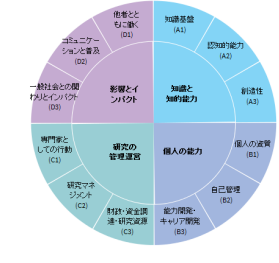 他者とと
もに働く
(D1)
知識基盤
(A1)
コミュニケー
ションと普及
(D2)
認知的能力
(A2)
一般社会との関
わりとインパクト
(D3)
影響とイ
ンパクト
知識と
知的能力
創造性
(A3)
専門家と
しての行動
(C1)
研究の
管理運営
個人の能力
個人の資質
(B1)
研究マネ
ジメント
(C2)
自己管理
(B2)
財政・資金調
達・研究資源
(C3)
能力開発・
キャリア開発
(B3)